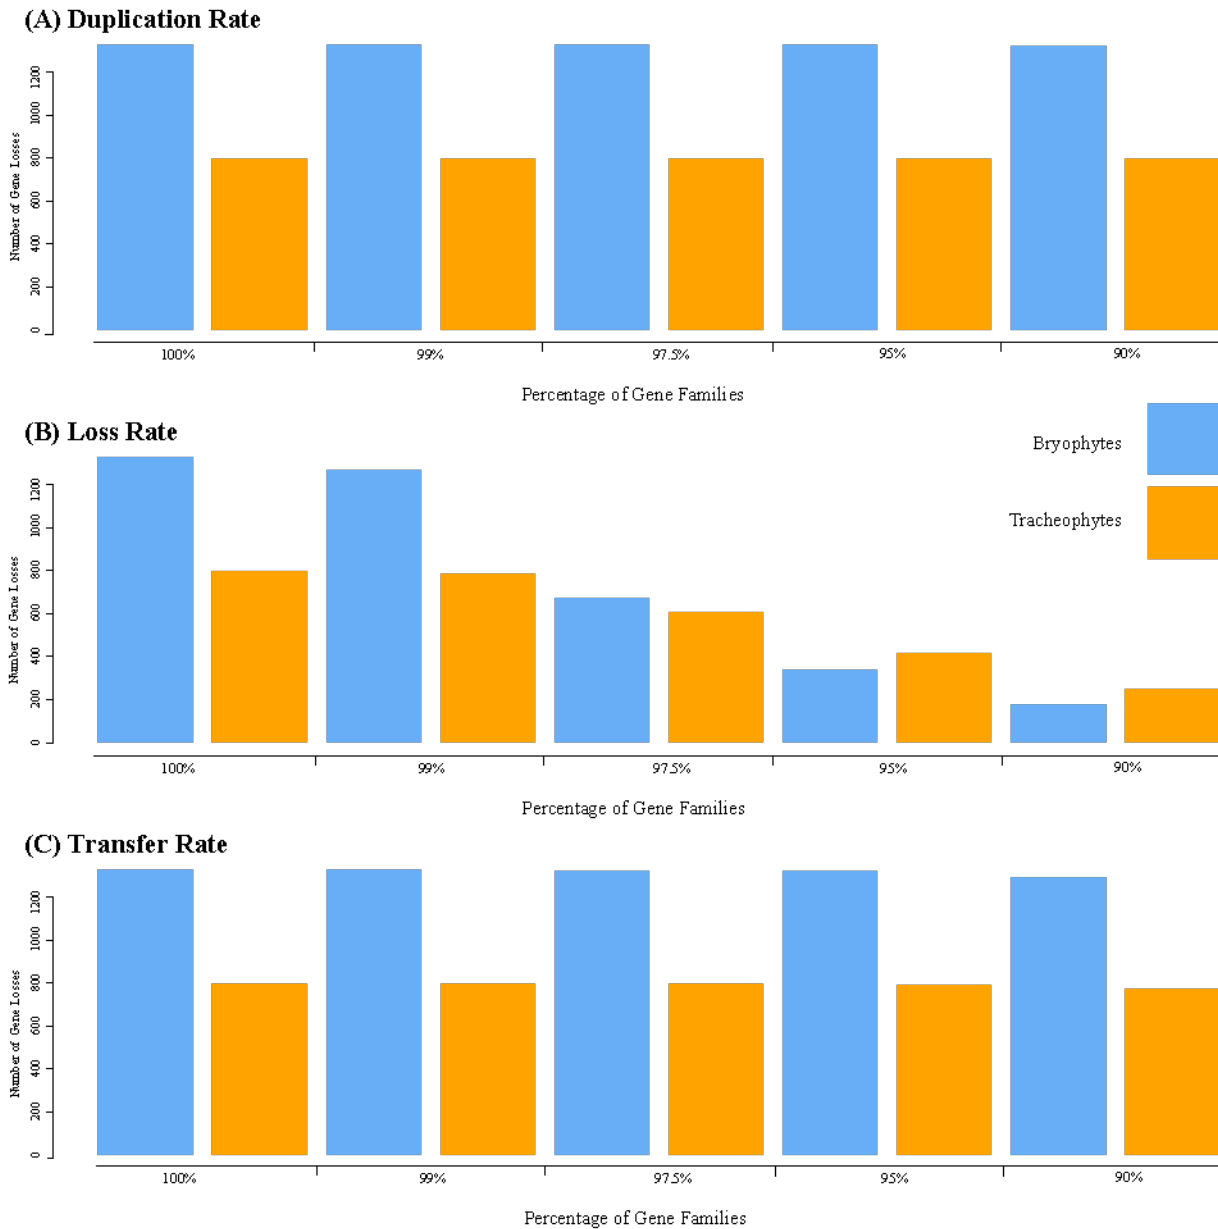 (A) Duplication Rate
Number of Gene Losses
1200
1000
800
600
400
200
0
100% 99% 97.5% 95% 90%
Percentage of Gene Families
(B) Loss Rate
Bryophytes
Tracheophytes
Number of Gene Losses
1200
1000
800
600
400
200
0
100% 99% 97.5% 95% 90%
Percentage of Gene Families
(C) Transfer Rate
Number of Gene Losses
1200
1000
800
600
400
200
0
100% 99% 97.5% 95% 90%
Percentage of Gene Families